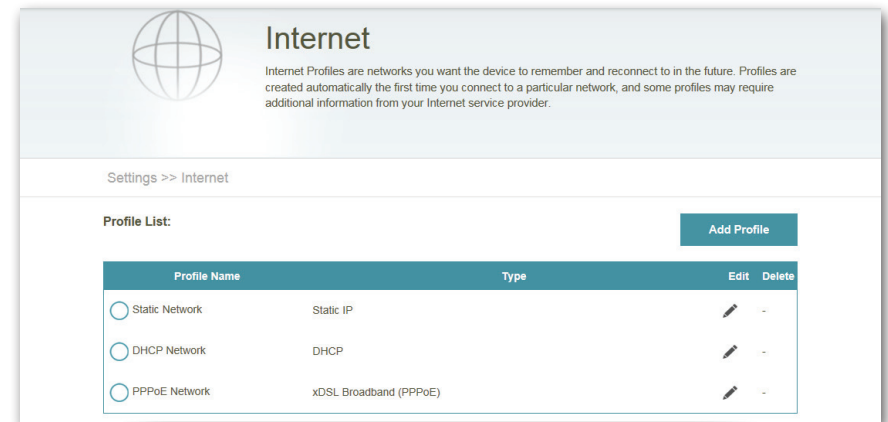 Internet
Internet Profiles are networks you want the device to remember and reconnect to in the future. Profiles are
created automatically the first time you connect to a particular network, and some profiles may require
additional information from your Internet service provider.
Settings >> Internet
Profile List:
Add Profile
Profile Name Type Edit Delete
Static Network Static IP -
DHCP Network DHCP -
PPPoE Network xDSL Broadband (PPPoE) -